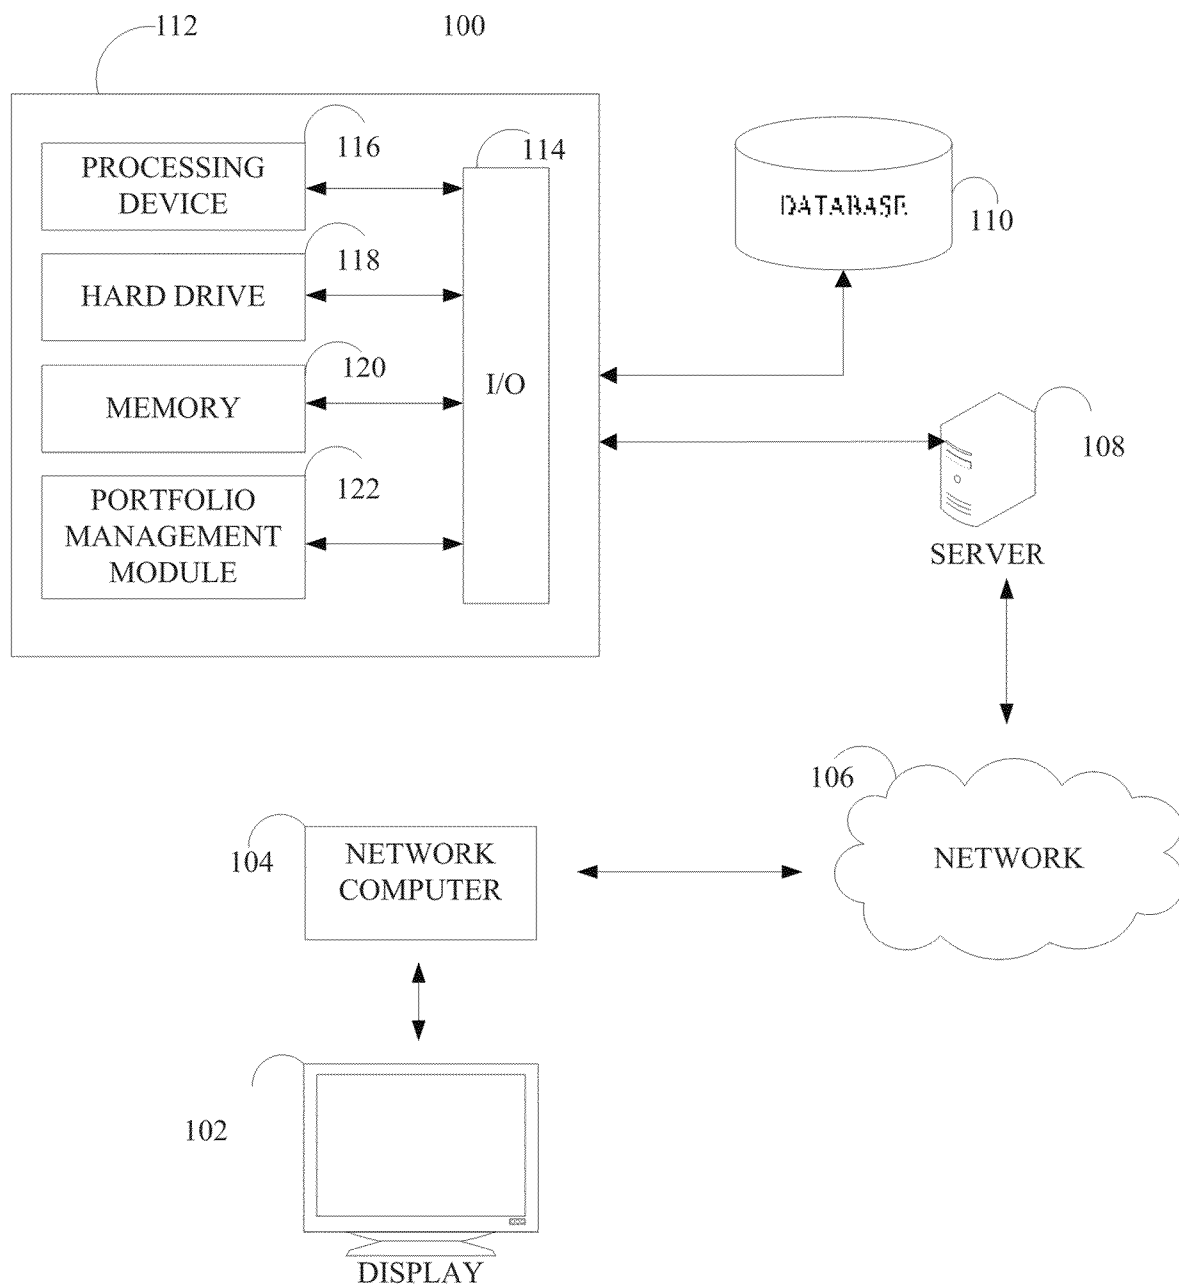 112
100
116
PROCESSING
DEVICE
114
118
HARD DRIVE
120
MEMORY
122
PORTFOLIO
MANAGEMENT
MODULE
I/O
DATABASE
110
108
SERVER
106
NETWORK
104
NETWORK
COMPUTER
102
DISPLAY